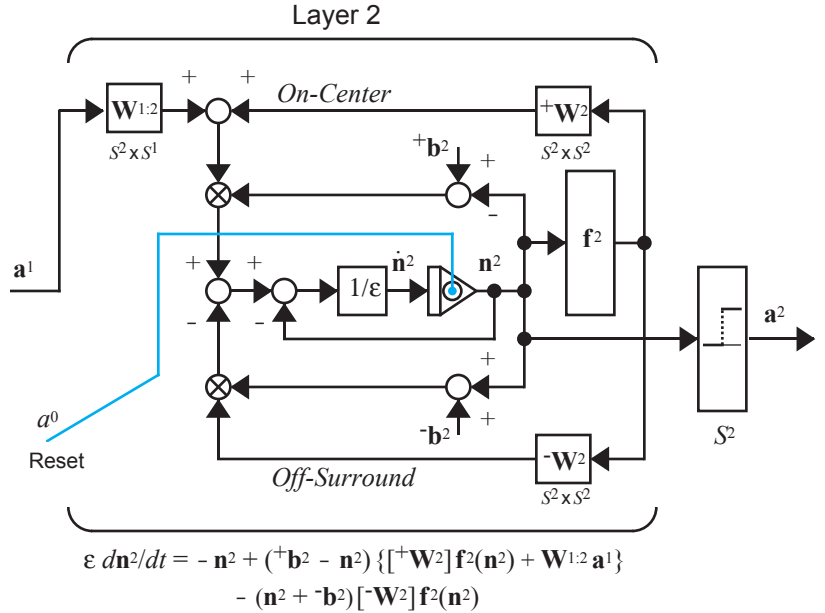 Layer 2
+ + +
On-Center
W¹:²
⁺W²
S² x S¹
S² x S²
⁺b²
+
-
a¹
+ +
ṅ²
n²
f²
1/ε
- -
a²
+
a⁰
⁻b²
+
S²
Reset
Off-Surround
⁻W²
S² x S²
ε dn²/dt = - n² + (⁺b² - n²) {[⁺W²] f²(n²) + W¹:² a¹}
- (n² + ⁻b²) [⁻W²] f²(n²)